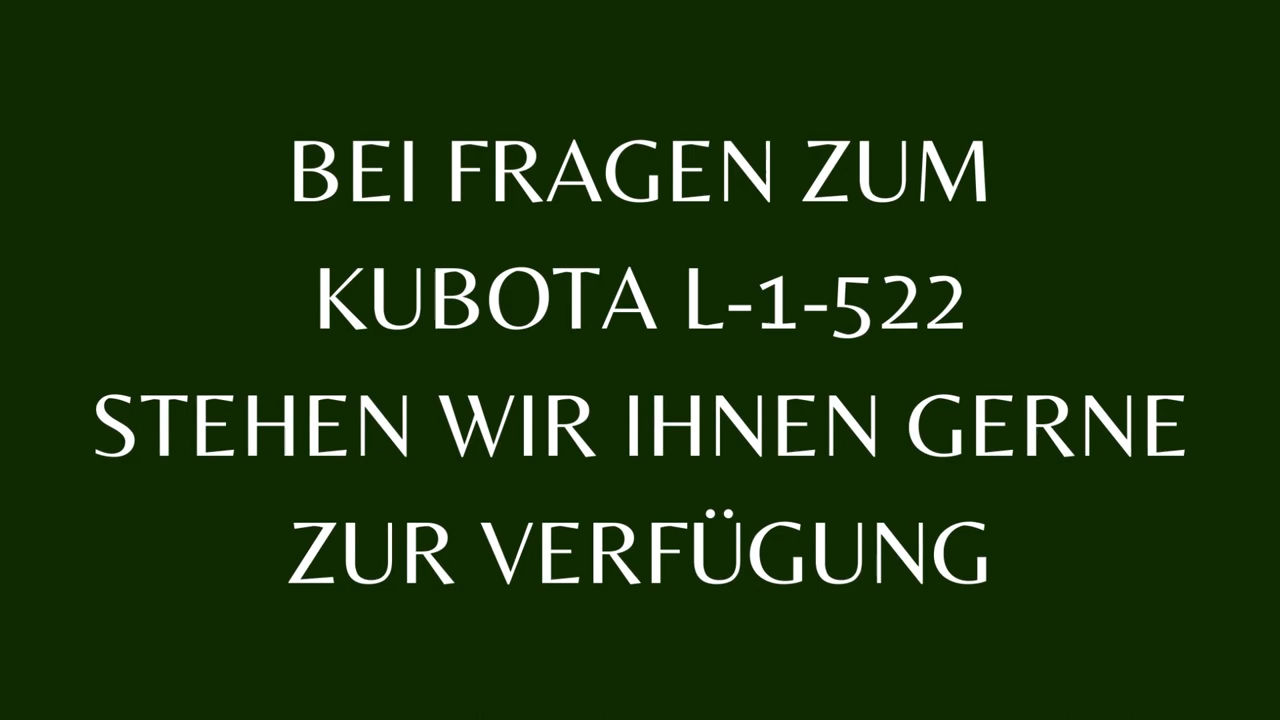 BEI FRAGEN ZUM
KUBOTA L-1-522
STEHEN WIR IHNEN GERNE
ZUR VERFÜGUNG